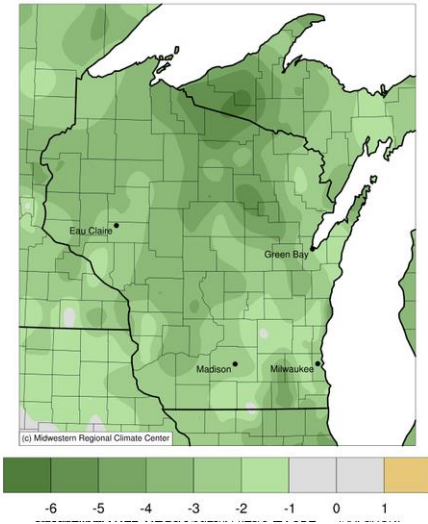 Eau Claire
Green Bay
Madison
Milwaukee
(c) Midwestern Regional Climate Center
-6 -5 -4 -3 -2 -1 0 1